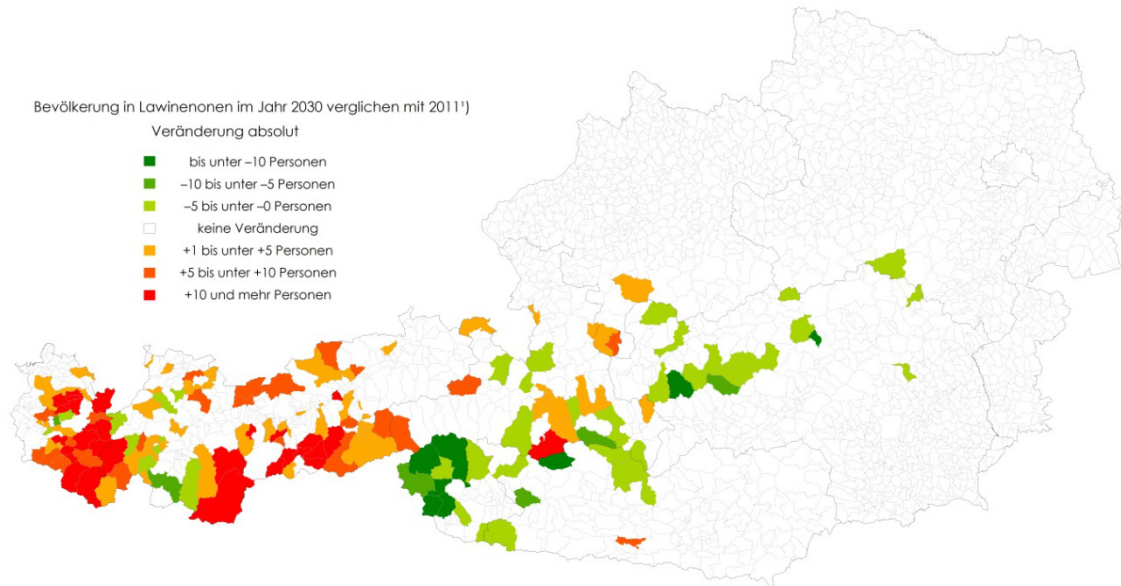 Bevölkerung in Lawinenonen im Jahr 2030 verglichen mit 2011¹)
Veränderung absolut
bis unter –10 Personen
–10 bis unter –5 Personen
–5 bis unter –0 Personen
keine Veränderung
+1 bis unter +5 Personen
+5 bis unter +10 Personen
+10 und mehr Personen